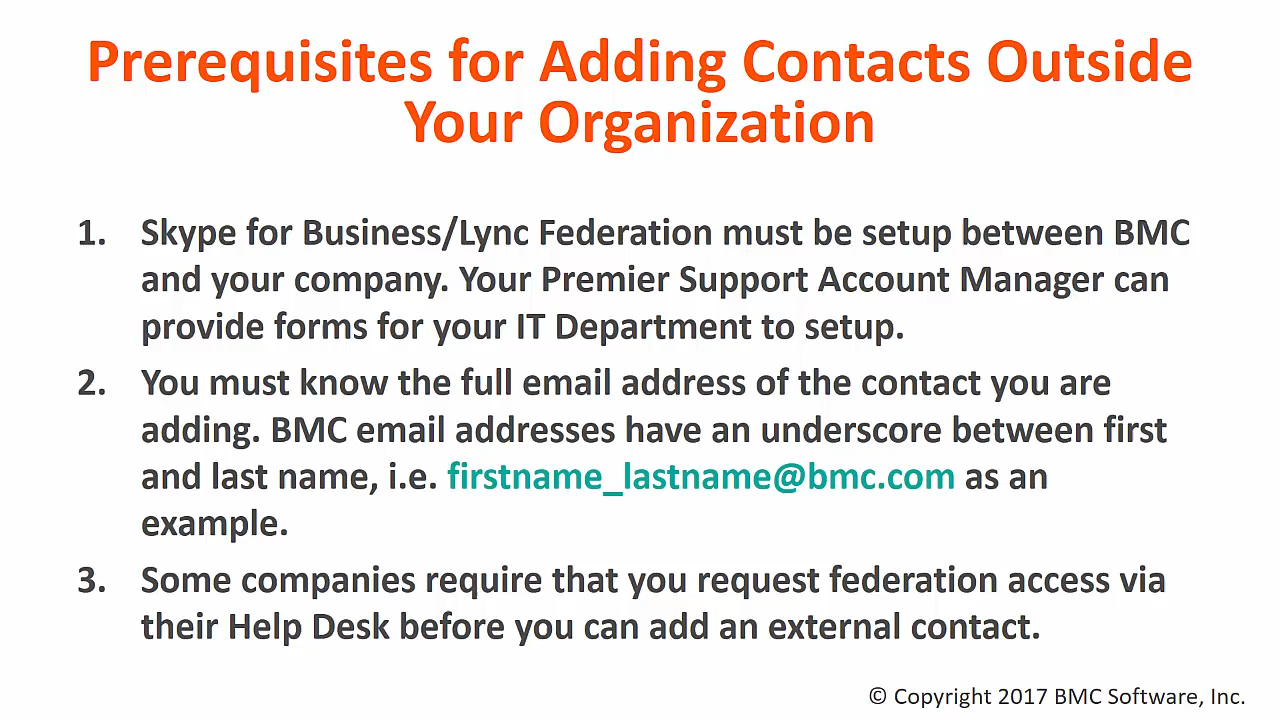 Prerequisites for Adding Contacts Outside
Your Organization
1. Skype for Business/Lync Federation must be setup between BMC
and your company. Your Premier Support Account Manager can
provide forms for your IT Department to setup.
2. You must know the full email address of the contact you are
adding. BMC email addresses have an underscore between first
and last name, i.e. firstname_lastname@bmc.com as an
example.
3. Some companies require that you request federation access via
their Help Desk before you can add an external contact.
© Copyright 2017 BMC Software, Inc.